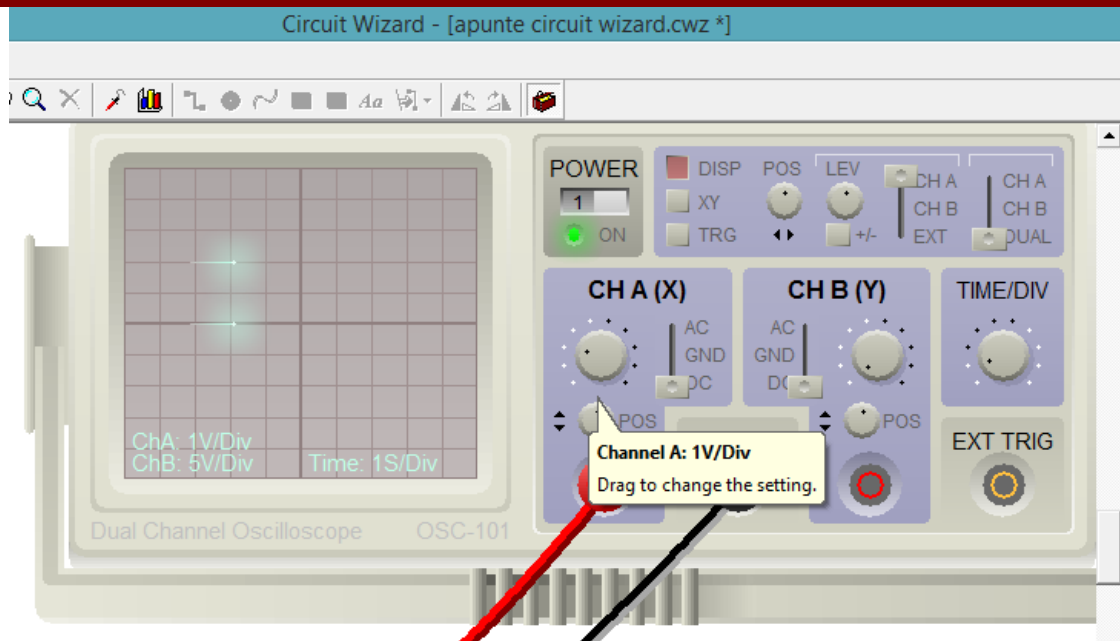 Circuit Wizard - [apunte circuit wizard.cwz *]
Aa
POWER
1
ON
DISP
XY
TRG
POS
LEV
+/-
CH A
CH B
EXT
CH A
CH B
DUAL
CH A (X)
AC
GND
DC
POS
CH B (Y)
AC
GND
POS
TIME/DIV
EXT TRIG
ChA: 1V/Div
ChB: 5V/Div
Time: 1S/Div
Channel A: 1V/Div
Drag to change the setting.
Dual Channel Oscilloscope
OSC-101